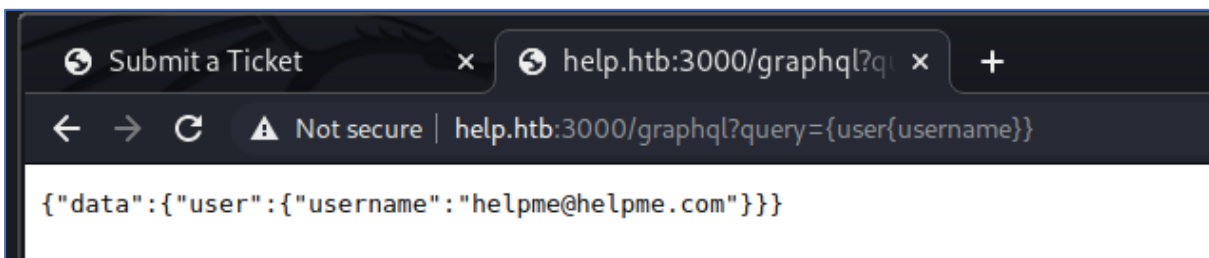 Submit a Ticket × help.htb:3000/graphql?q × +
Not secure | help.htb:3000/graphql?query={user{username}}
{"data":{"user":{"username":"helpme@helpme.com"}}}